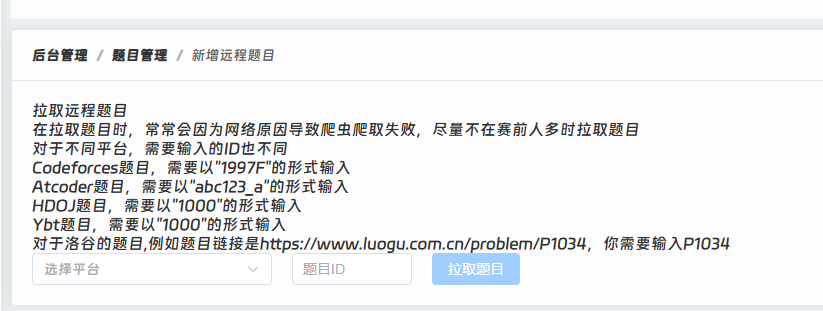 后台管理 / 题目管理 / 新增远程题目
拉取远程题目
在拉取题目时，常常会因为网络原因导致爬虫爬取失败，尽量不在赛前人多时拉取题目
对于不同平台，需要输入的ID也不同
Codeforces题目，需要以"1997F"的形式输入
Atcoder题目，需要以"abc123_a"的形式输入
HDOJ题目，需要以"1000"的形式输入
Ybt题目，需要以"1000"的形式输入
对于洛谷的题目,例如题目链接是https://www.luogu.com.cn/problem/P1034，你需要输入P1034
选择平台 题目ID 拉取题目